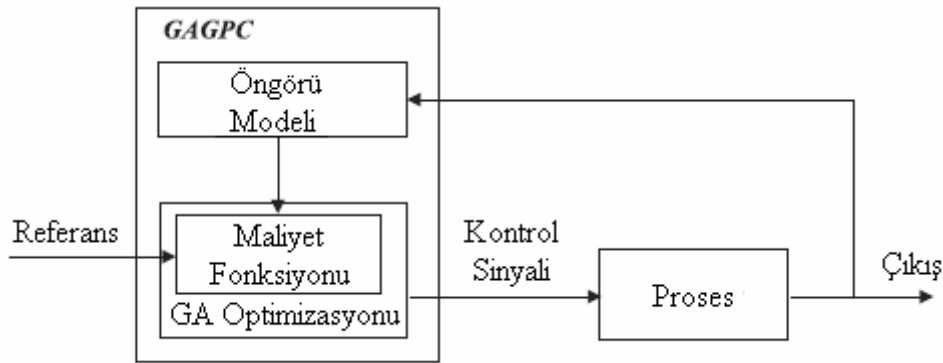 GAGPC
Öngörü
Modeli
Referans
Maliyet
Fonksiyonu
GA Optimizasyonu
Kontrol
Sinyali
Proses
Çıkış